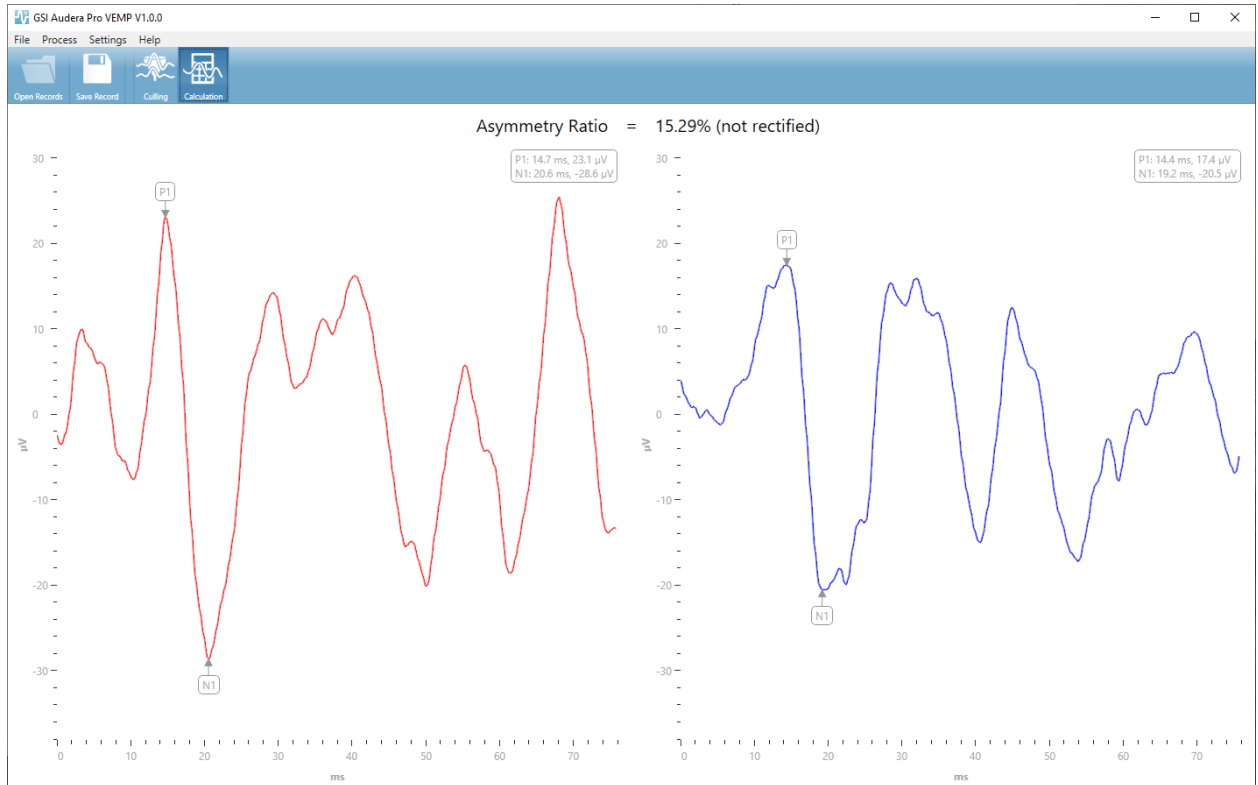 GSI Audera Pro VEMP V1.0.0
File Process Settings Help
Open Records Save Record Culling Calculation
Asymmetry Ratio = 15.29% (not rectified)
P1: 14.7 ms, 23.1 µV
N1: 20.6 ms, -28.6 µV
P1
N1
30
20
10
0
-10
-20
-30
µV
0 10 20 30 40 50 60 70
ms
P1: 14.4 ms, 17.4 µV
N1: 19.2 ms, -20.5 µV
P1
N1
30
20
10
0
-10
-20
-30
µV
0 10 20 30 40 50 60 70
ms